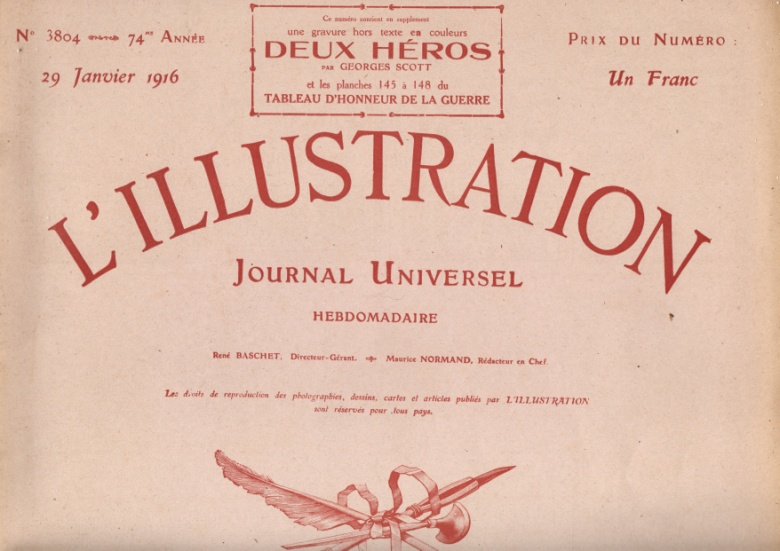 Nº 3804 74ME ANNÉE
29 Janvier 1916
Ce numéro contient en supplément
une gravure hors texte en couleurs
DEUX HÉROS
PAR GEORGES SCOTT
et les planches 145 à 148 du
TABLEAU D'HONNEUR DE LA GUERRE
PRIX DU NUMÉRO :
Un Franc
L'ILLUSTRATION
JOURNAL UNIVERSEL
HEBDOMADAIRE
René BASCHET, Directeur-Gérant. Maurice NORMAND, Rédacteur en Chef.
Les droits de reproduction des photographies, dessins, cartes et articles publiés par L'ILLUSTRATION
sont réservés pour tous pays.